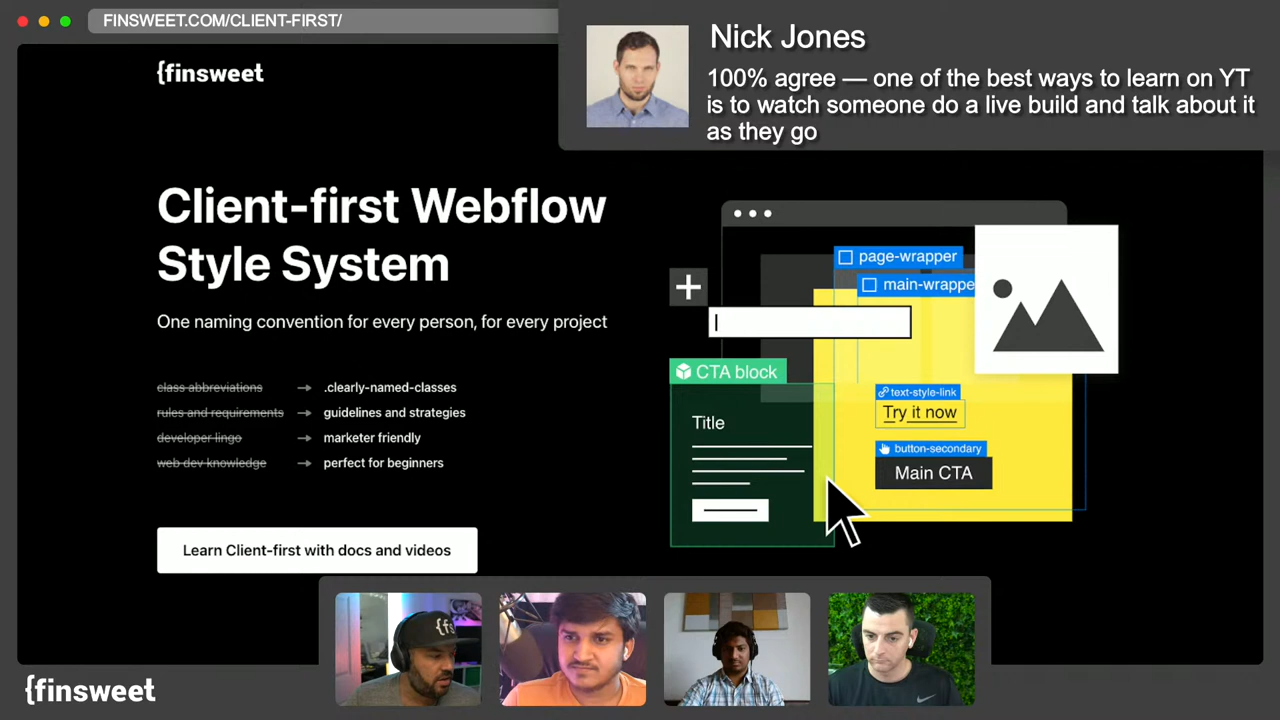 FINSWEET.COM/CLIENT-FIRST/
Nick Jones
100% agree — one of the best ways to learn on YT
is to watch someone do a live build and talk about it
as they go
{finsweet
Client-first Webflow
Style System
One naming convention for every person, for every project
class abbreviations → .clearly-named-classes
rules and requirements → guidelines and strategies
developer lingo → marketer friendly
web dev knowledge → perfect for beginners
Learn Client-first with docs and videos
page-wrapper
main-wrappe
CTA block
Title
text-style-link
Try it now
button-secondary
Main CTA
{fs
{finsweet